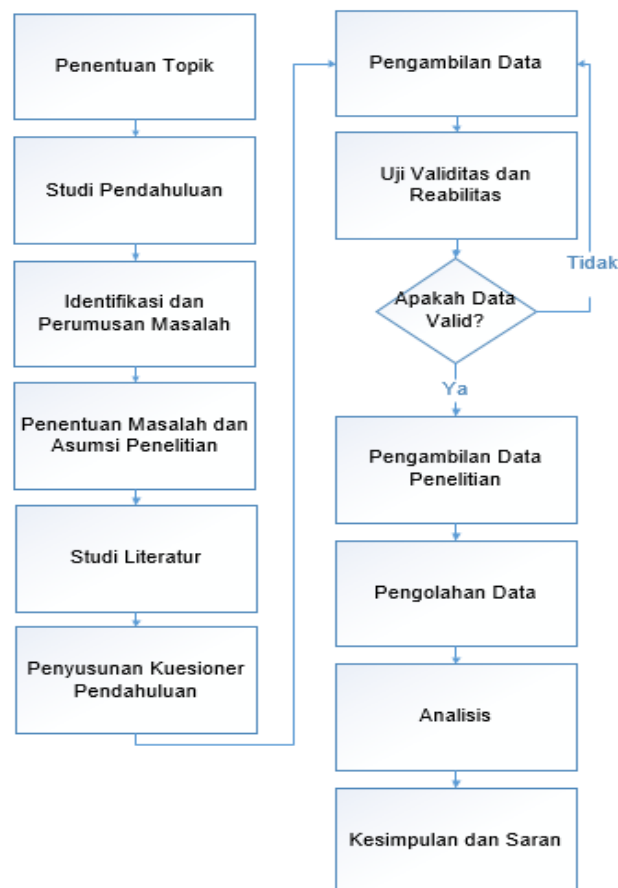 Penentuan Topik
Studi Pendahuluan
Identifikasi dan
Perumusan Masalah
Penentuan Masalah dan
Asumsi Penelitian
Studi Literatur
Penyusunan Kuesioner
Pendahuluan
Pengambilan Data
Uji Validitas dan
Reabilitas
Tidak
Apakah Data
Valid?
Ya
Pengambilan Data
Penelitian
Pengolahan Data
Analisis
Kesimpulan dan Saran